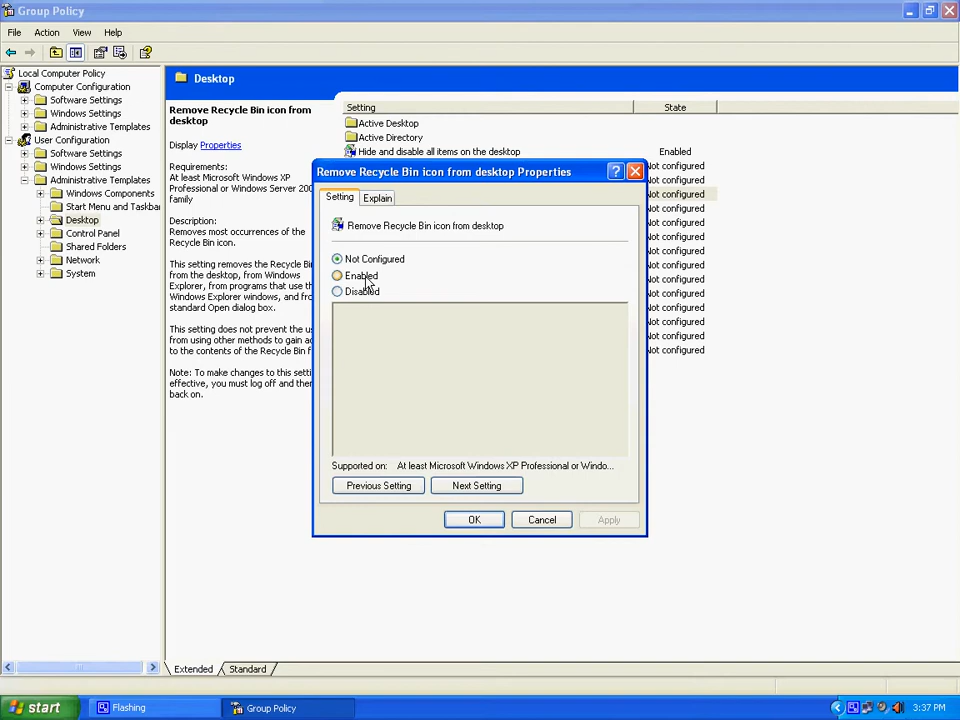 Group Policy
File Action View Help
Local Computer Policy
Computer Configuration
Software Settings
Windows Settings
Administrative Templates
User Configuration
Software Settings
Windows Settings
Administrative Templates
Windows Components
Start Menu and Taskba
Desktop
Control Panel
Shared Folders
Network
System
Desktop
Remove Recycle Bin icon from
desktop
Display Properties
Requirements:
At least Microsoft Windows XP
Professional or Windows Server 200
family
Description:
Removes most occurrences of the
Recycle Bin icon.
This setting removes the Recycle Bin
from the desktop, from Windows
Explorer, from programs that use th
Windows Explorer windows, and fro
standard Open dialog box.
This setting does not prevent the us
from using other methods to gain ac
to the contents of the Recycle Bin f
Note: To make changes to this setti
effective, you must log off and then
back on.
Setting State
Active Desktop
Active Directory
Hide and disable all items on the desktop Enabled
Not configured
Not configured
Not configured
Not configured
Not configured
Not configured
Not configured
Not configured
Not configured
Not configured
Not configured
Not configured
Not configured
Not configured
Remove Recycle Bin icon from desktop Properties
Setting Explain
Remove Recycle Bin icon from desktop
Not Configured
Enabled
Disabled
Supported on: At least Microsoft Windows XP Professional or Windo...
Previous Setting Next Setting
OK Cancel Apply
Extended Standard
start Flashing Group Policy 3:37 PM